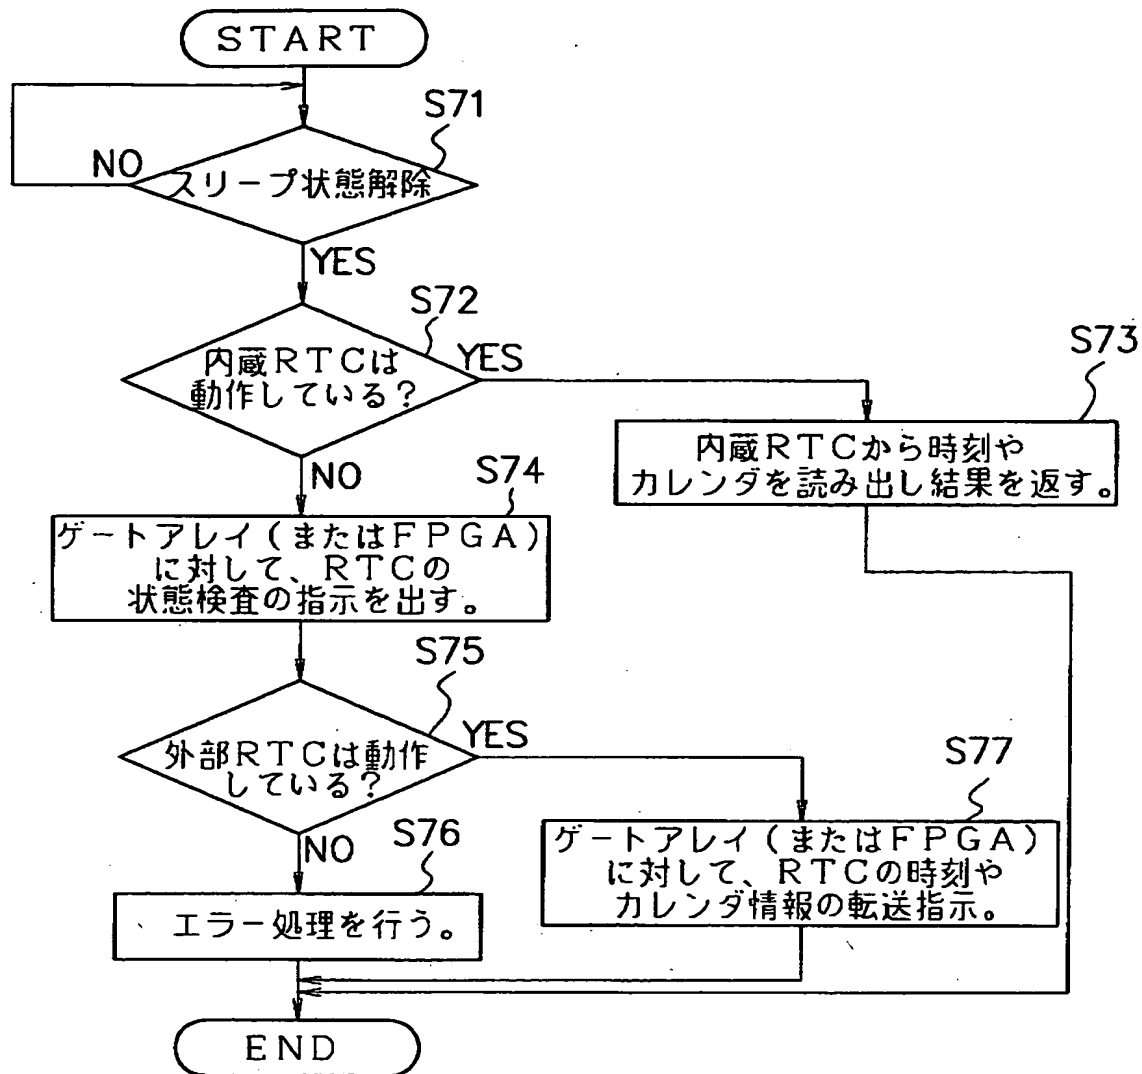 START
S71
NO
スリープ状態解除
YES
S72
内蔵RTCは
動作している?
YES
S73
内蔵RTCから時刻や
カレンダを読み出し結果を返す。
NO
S74
ゲートアレイ(またはFPGA)
に対して、RTCの
状態検査の指示を出す。
S75
外部RTCは動作
している?
YES
S77
ゲートアレイ(またはFPGA)
に対して、RTCの時刻や
カレンダ情報の転送指示。
NO
S76
エラー処理を行う。
END